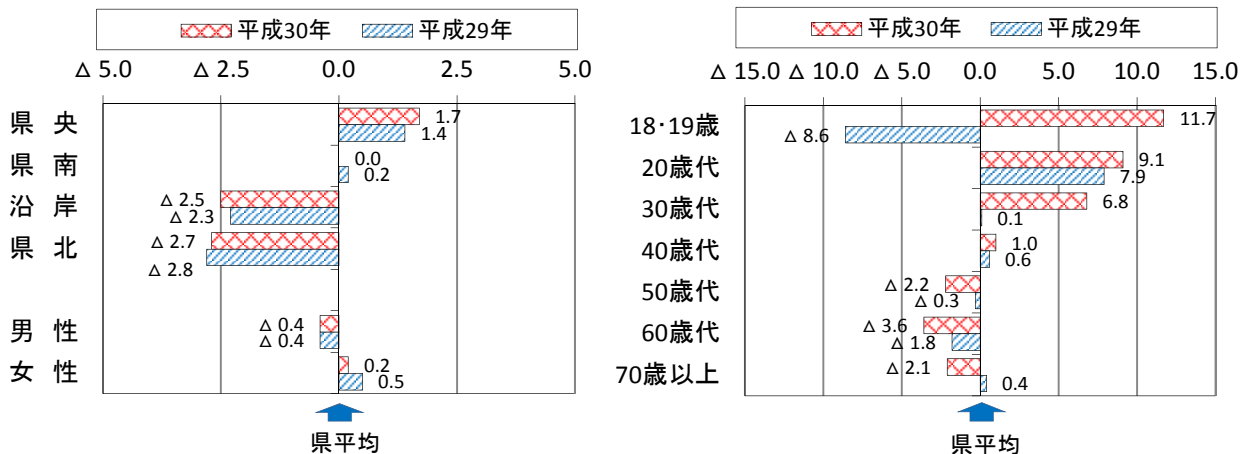 平成30年 平成29年
△ 5.0 △ 2.5 0.0 2.5 5.0
県 央 1.7
1.4
県 南 0.0
0.2
沿 岸 △ 2.5
△ 2.3
県 北 △ 2.7
△ 2.8
男 性 △ 0.4
△ 0.4
女 性 0.2
0.5
県平均
平成30年 平成29年
△ 15.0 △ 10.0 △ 5.0 0.0 5.0 10.0 15.0
18･19歳 11.7
△ 8.6
20歳代 9.1
7.9
30歳代 6.8
0.1
40歳代 1.0
0.6
50歳代 △ 2.2
△ 0.3
60歳代 △ 3.6
△ 1.8
70歳以上 △ 2.1
0.4
県平均